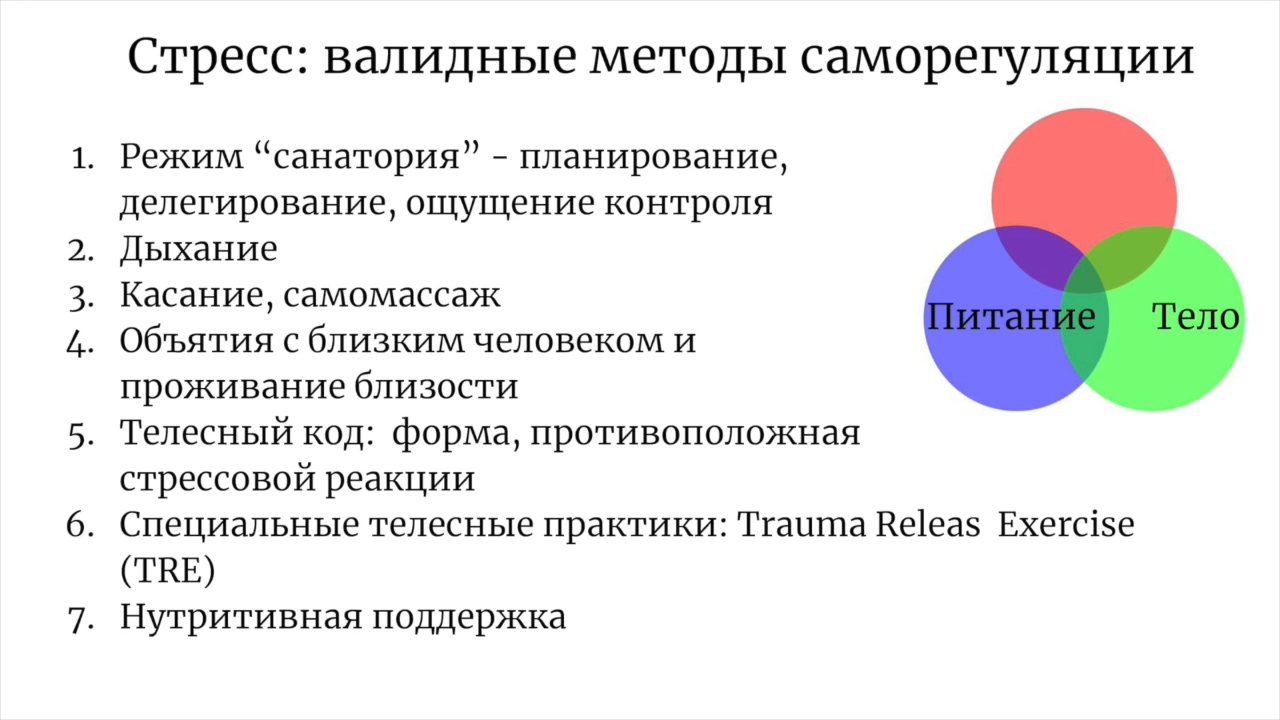 Стресс: валидные методы саморегуляции
1. Режим “санатория” - планирование,
делегирование, ощущение контроля
2. Дыхание
3. Касание, самомассаж
4. Объятия с близким человеком и
проживание близости
5. Телесный код:  форма, противоположная
стрессовой реакции
6. Специальные телесные практики: Trauma Releas  Exercise
(TRE)
7. Нутритивная поддержка
Питание
Тело